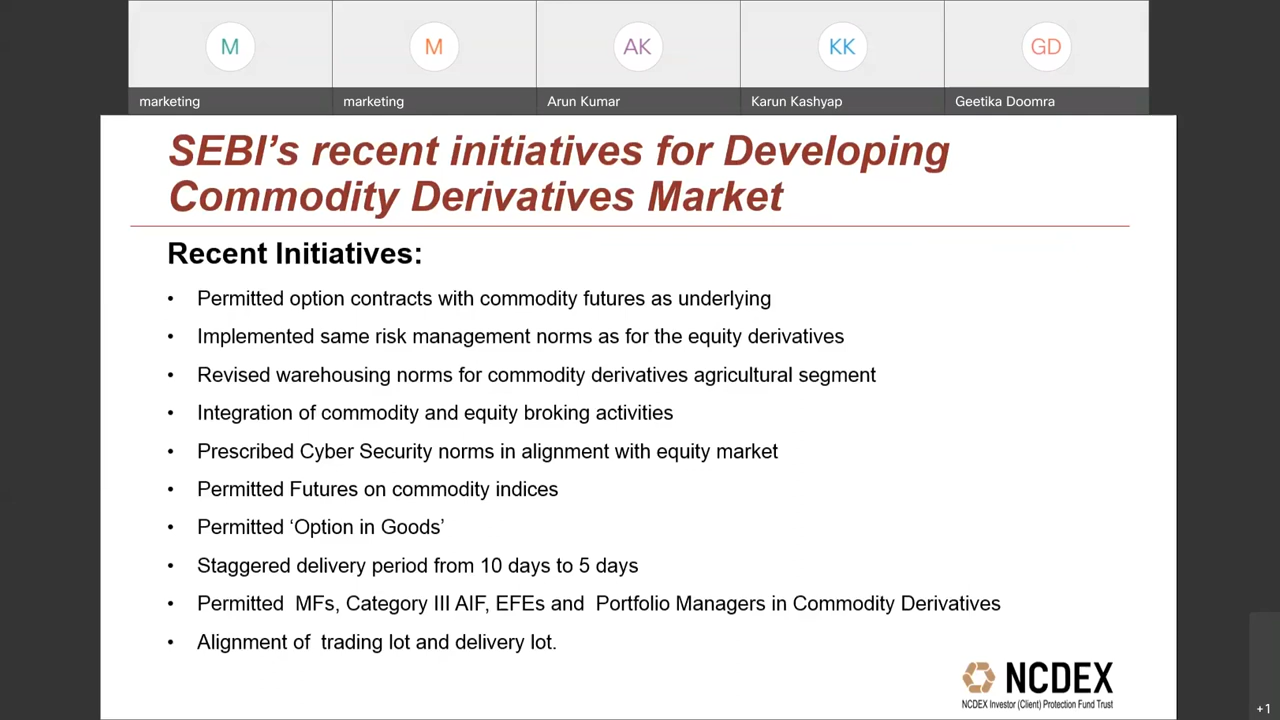 M
M
AK
KK
GD
marketing
marketing
Arun Kumar
Karun Kashyap
Geetika Doomra
SEBI’s recent initiatives for Developing
Commodity Derivatives Market
Recent Initiatives:
• Permitted option contracts with commodity futures as underlying
• Implemented same risk management norms as for the equity derivatives
• Revised warehousing norms for commodity derivatives agricultural segment
• Integration of commodity and equity broking activities
• Prescribed Cyber Security norms in alignment with equity market
• Permitted Futures on commodity indices
• Permitted ‘Option in Goods’
• Staggered delivery period from 10 days to 5 days
• Permitted MFs, Category III AIF, EFEs and Portfolio Managers in Commodity Derivatives
• Alignment of trading lot and delivery lot.
NCDEX
NCDEX Investor (Client) Protection Fund Trust
+1